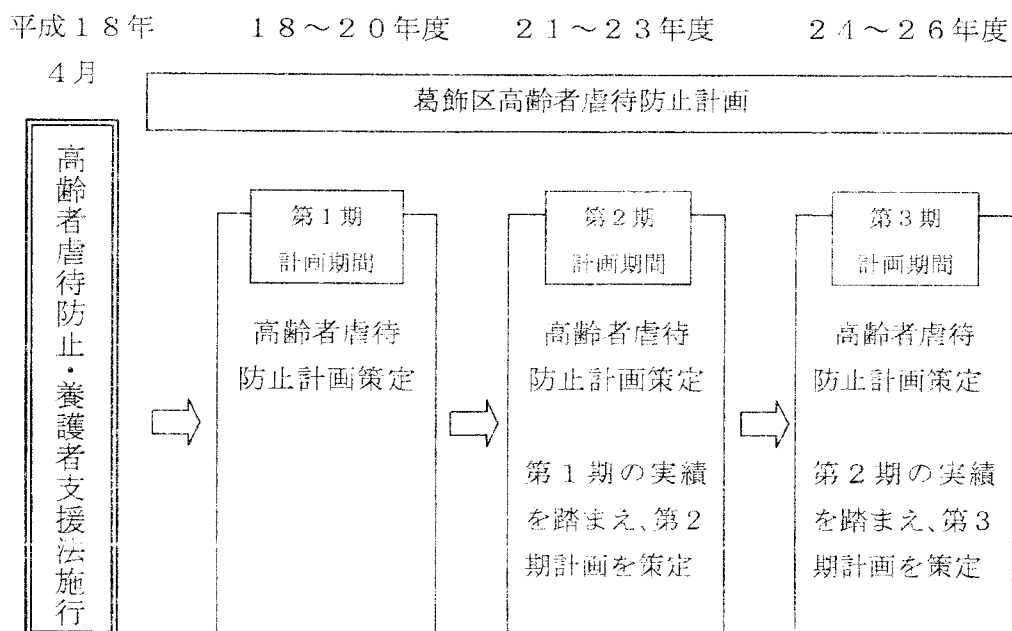 平成１８年　１８～２０年度　２１～２３年度　２４～２６年度
４月
葛飾区高齢者虐待防止計画
高齢者虐待防止・養護者支援法施行
第１期
計画期間
高齢者虐待
防止計画策定
第２期
計画期間
高齢者虐待
防止計画策定
第１期の実績
を踏まえ、第２
期計画を策定
第３期
計画期間
高齢者虐待
防止計画策定
第２期の実績
を踏まえ、第３
期計画を策定